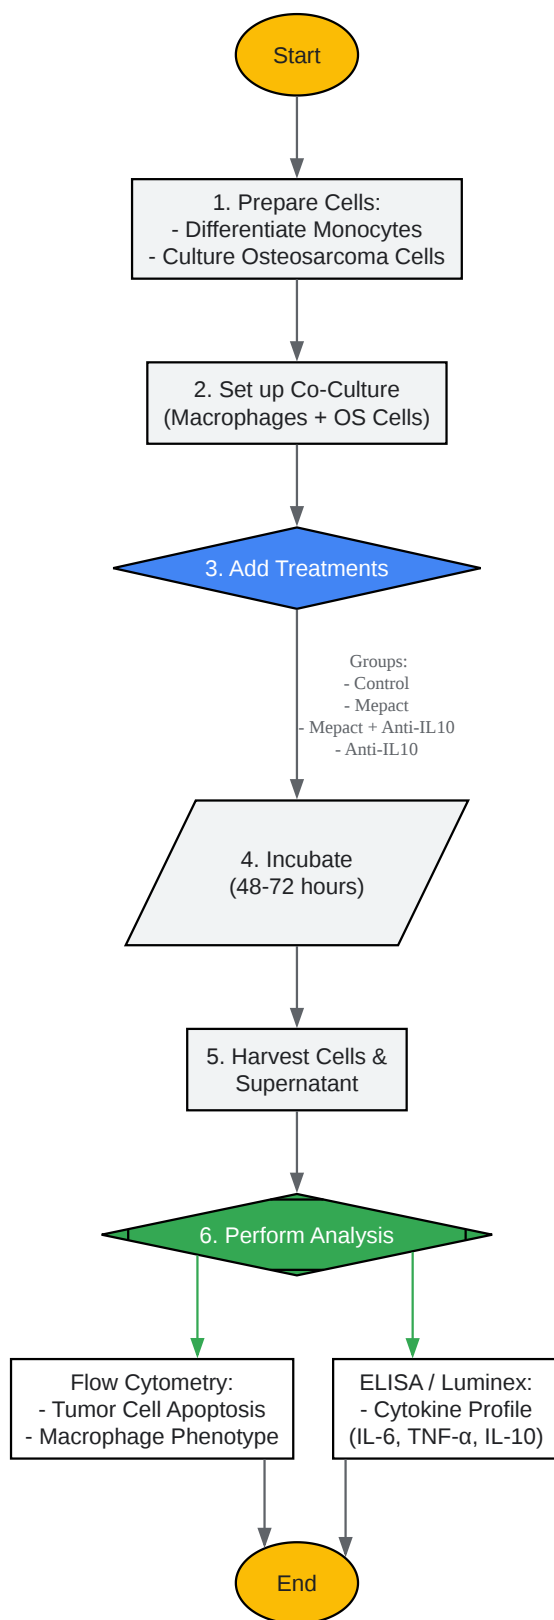 Start
1. Prepare Cells:
- Differentiate Monocytes
- Culture Osteosarcoma Cells
2. Set up Co-Culture
(Macrophages + OS Cells)
3. Add Treatments
Groups:
- Control
- Mepact
- Mepact + Anti-IL10
- Anti-IL10
4. Incubate
(48-72 hours)
5. Harvest Cells &
Supernatant
6. Perform Analysis
Flow Cytometry:
- Tumor Cell Apoptosis
- Macrophage Phenotype
ELISA / Luminex:
- Cytokine Profile
(IL-6, TNF-α, IL-10)
End